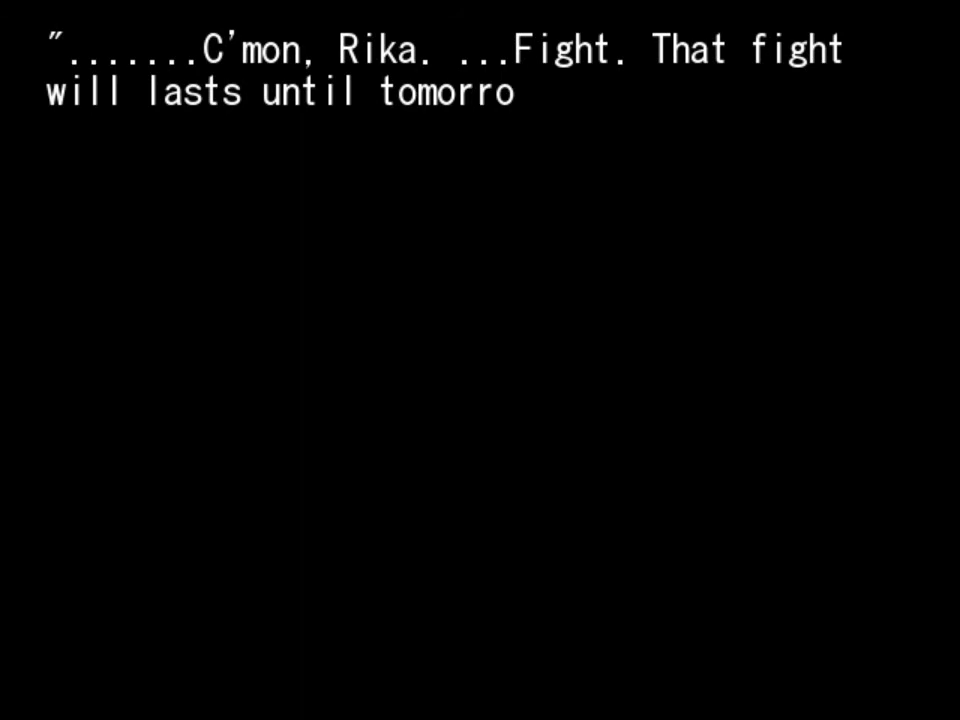 ".......C'mon, Rika. ...Fight. That fight
will lasts until tomorro